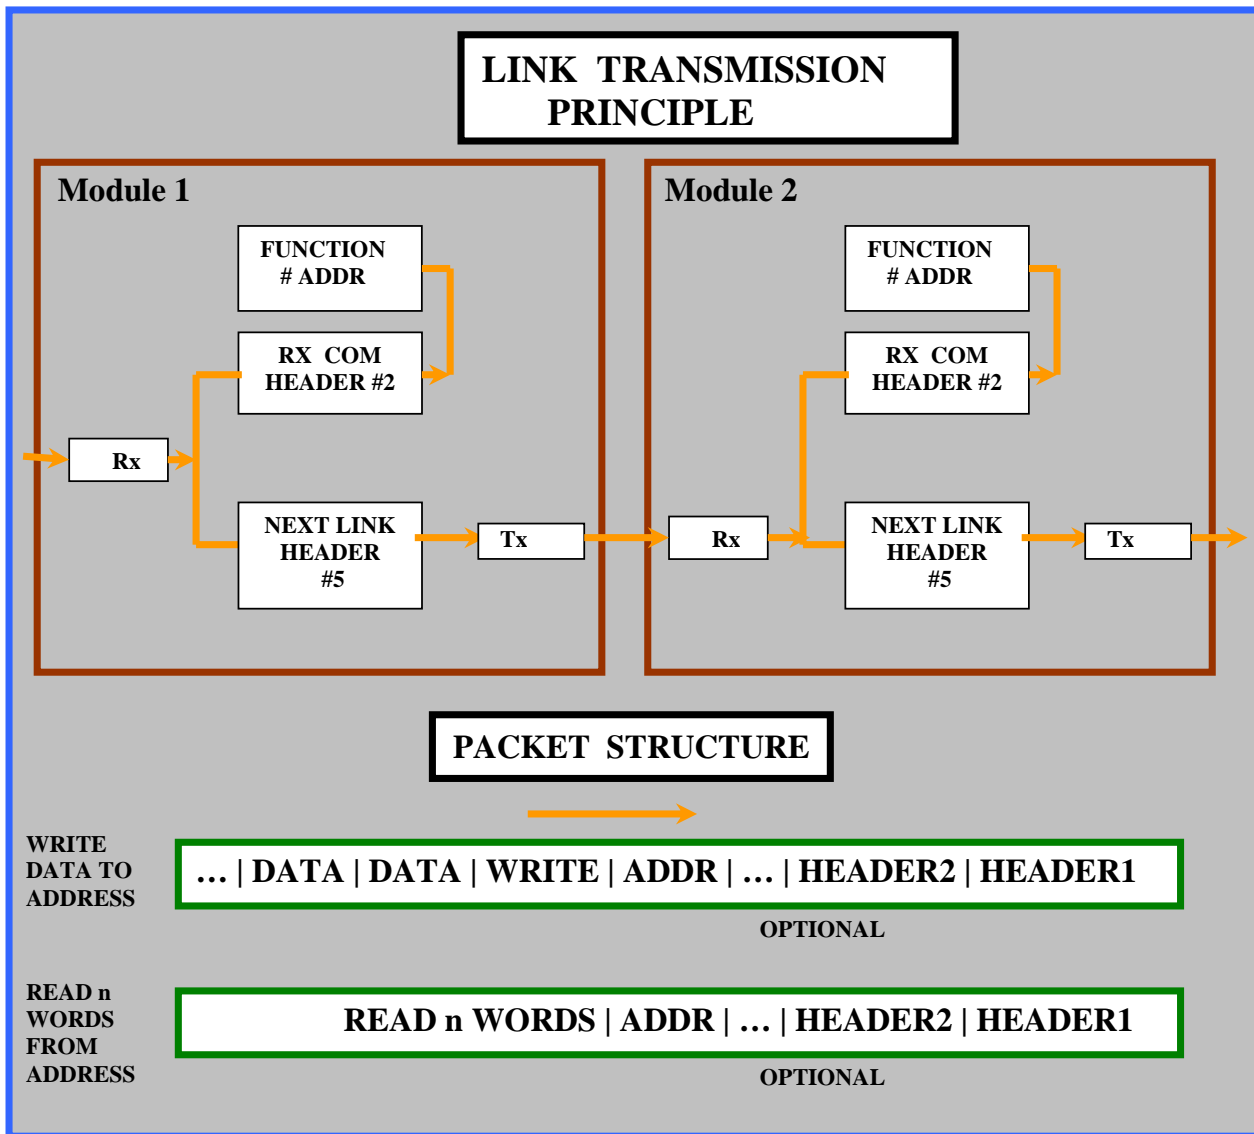 LINK TRANSMISSION
PRINCIPLE
Module 1
FUNCTION
# ADDR
RX COM
HEADER #2
Rx
NEXT LINK
HEADER
#5
Tx
Module 2
FUNCTION
# ADDR
RX COM
HEADER #2
Rx
NEXT LINK
HEADER
#5
Tx
PACKET STRUCTURE
WRITE
DATA TO
ADDRESS
... | DATA | DATA | WRITE | ADDR | ... | HEADER2 | HEADER1
OPTIONAL
READ n
WORDS
FROM
ADDRESS
READ n WORDS | ADDR | ... | HEADER2 | HEADER1
OPTIONAL